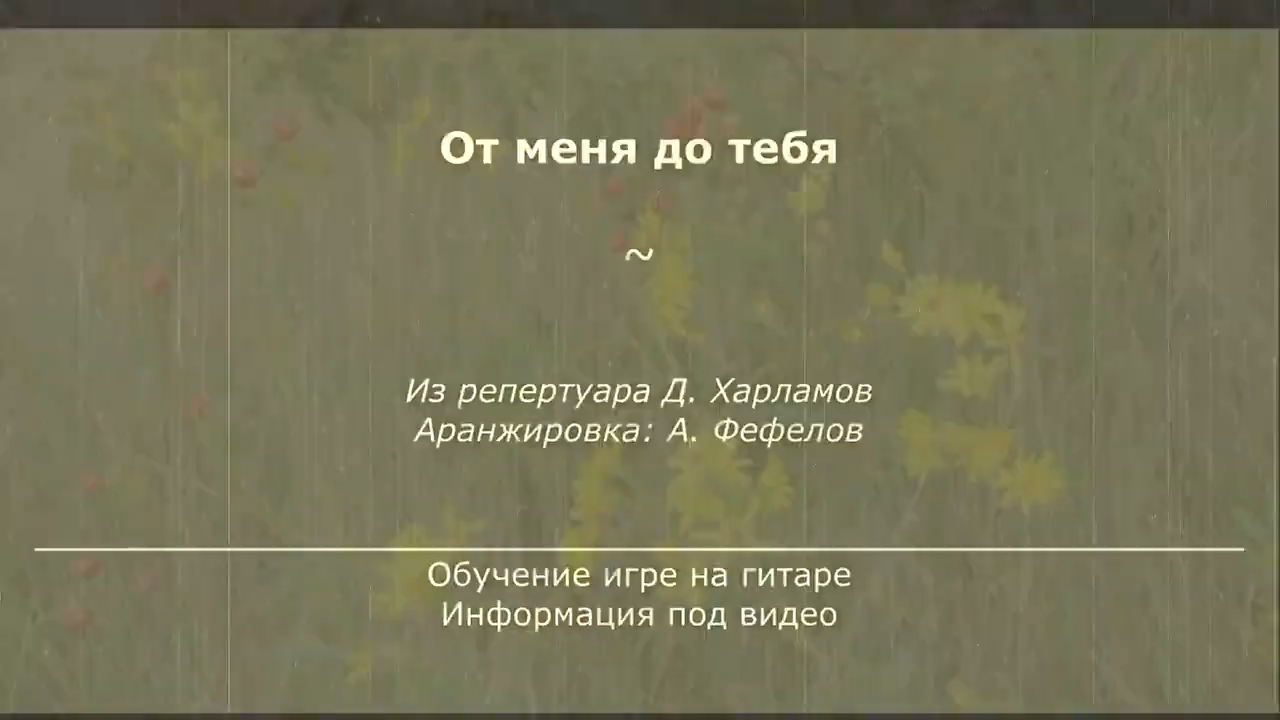 От меня до тебя
~
Из репертуара Д. Харламов
Аранжировка: А. Фефелов
Обучение игре на гитаре
Информация под видео